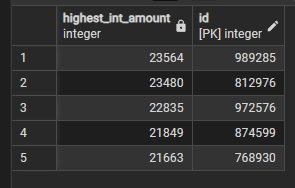 highest_int_amount id
integer [PK] integer
1 23564 989285
2 23480 812976
3 22835 972576
4 21849 874599
5 21663 768930